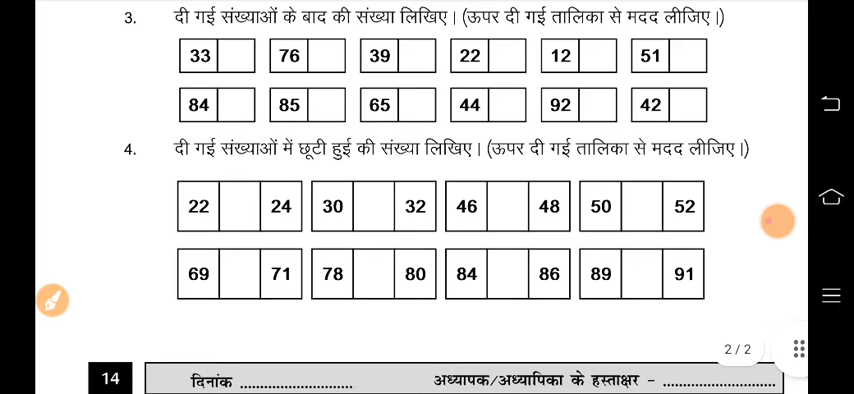 3. दी गई संख्याओं के बाद की संख्या लिखिए। (ऊपर दी गई तालिका से मदद लीजिए।)
33 76 39 22 12 51
84 85 65 44 92 42
4. दी गई संख्याओं में छूटी हुई की संख्या लिखिए। (ऊपर दी गई तालिका से मदद लीजिए।)
22 24 30 32 46 48 50 52
69 71 78 80 84 86 89 91
2 / 2
14 दिनांक ............................ अध्यापक/अध्यापिका के हस्ताक्षर - ............................